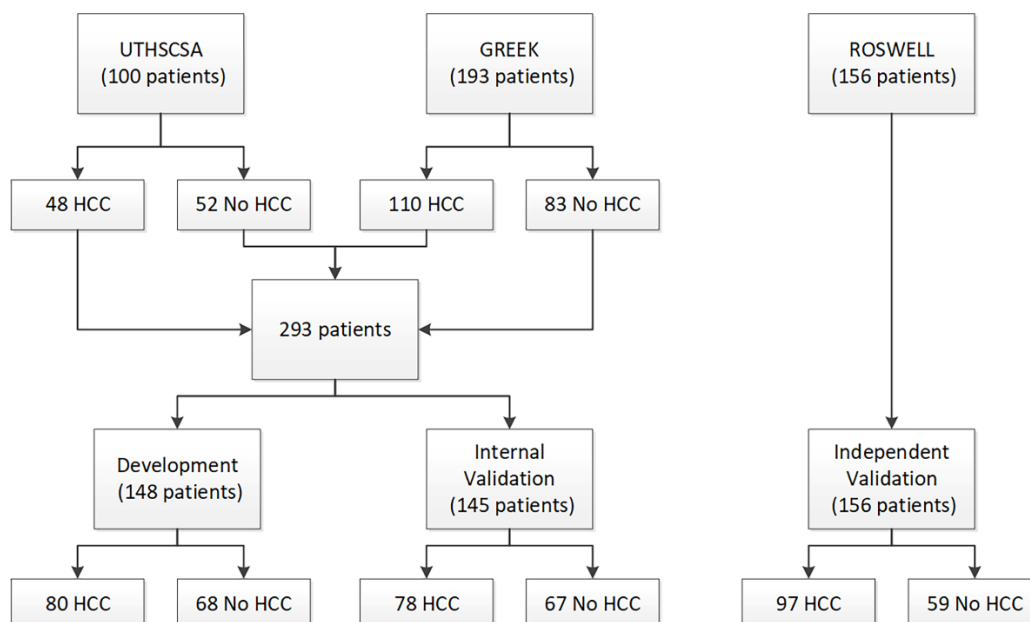 UTHSCSA
(100 patients)
GREEK
(193 patients)
ROSWELL
(156 patients)
48 HCC
52 No HCC
110 HCC
83 No HCC
293 patients
Development
(148 patients)
Internal
Validation
(145 patients)
Independent
Validation
(156 patients)
80 HCC
68 No HCC
78 HCC
67 No HCC
97 HCC
59 No HCC